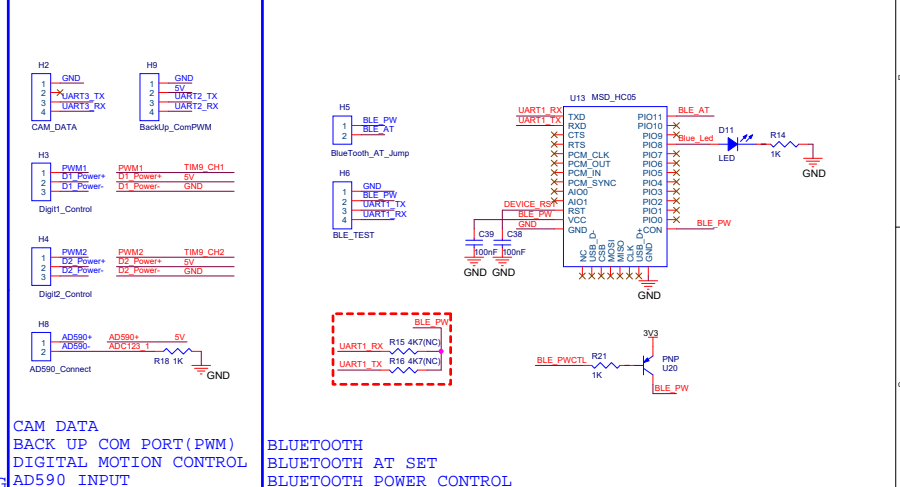 H2
1
2
3
4
GND
UART3_TX
UART3_RX
CAM_DATA
H9
1
2
3
4
GND
5V
UART2_TX
UART2_RX
BackUp_ComPWM
H3
1
2
3
PWM1
D1_Power+
D1_Power-
PWM1 TIM9_CH1
D1_Power+ 5V
D1_Power- GND
Digit1_Control
H4
1
2
3
PWM2
D2_Power+
D2_Power-
PWM2 TIM9_CH2
D2_Power+ 5V
D2_Power- GND
Digit2_Control
H8
1
2
AD590+
AD590-
AD590+ 5V
ADC123_1
R18 1K
GND
AD590_Connect
CAM DATA
BACK UP COM PORT(PWM)
DIGITAL MOTION CONTROL
AD590 INPUT
H5
1
2
BLE_PW
BLE_AT
BlueTooth_AT_Jump
H6
1
2
3
4
GND
BLE_PW
UART1_TX
UART1_RX
BLE_TEST
U13 MSD_HC05
UART1_RX
UART1_TX
DEVICE_RST
BLE_PW
GND
TXD
RXD
CTS
RTS
PCM_CLK
PCM_OUT
PCM_IN
PCM_SYNC
AIO0
AIO1
RST
VCC
GND
PIO11
PIO10
PIO9
PIO8
PIO7
PIO6
PIO5
PIO4
PIO3
PIO2
PIO1
PIO0
CON
NC
USB_D-
CSB
MOSI
MISO
CLK
USB_D+
GND
GND
BLE_AT
Blue_Led
D11
LED
R14
1K
GND
BLE_PW
C39
100nF
C38
100nF
GND
GND
BLE_PW
UART1_RX R15 4K7(NC)
UART1_TX R16 4K7(NC)
3V3
BLE_PWCTL
R21
1K
PNP
U20
BLE_PW
BLUETOOTH
BLUETOOTH AT SET
BLUETOOTH POWER CONTROL